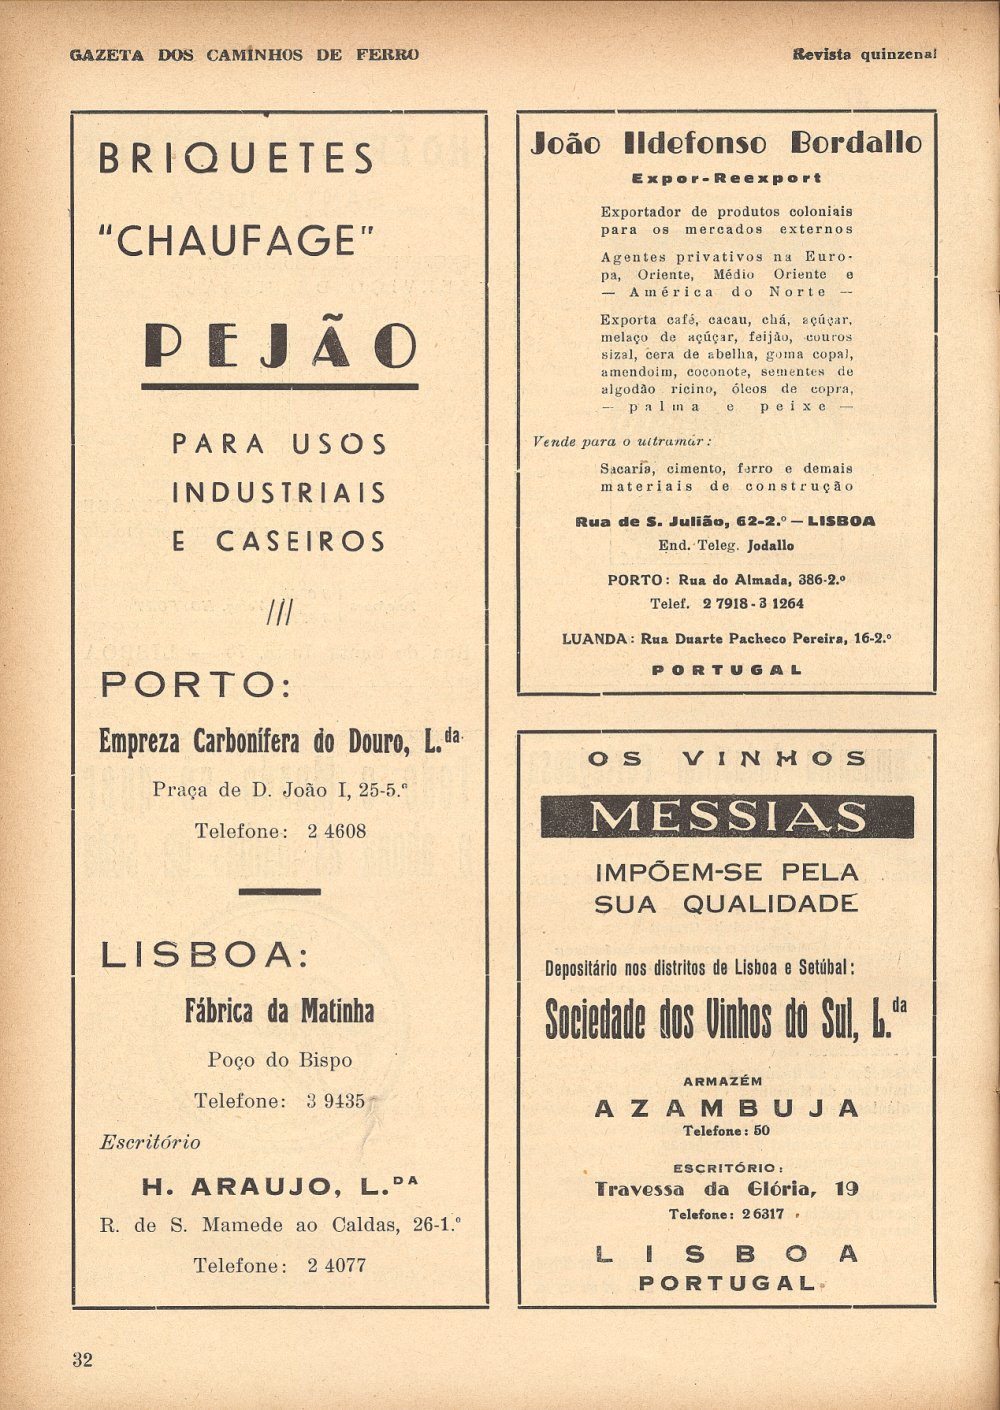 GAZETA DOS CAMINHOS DE FERRO
Revista quinzenal
BRIQUETES
"CHAUFAGE"
PEJÃO
PARA USOS
INDUSTRIAIS
E CASEIROS
///
PORTO:
Empreza Carbonífera do Douro, L.da
Praça de D. João I, 25-5.º
Telefone: 2 4608
LISBOA:
Fábrica da Matinha
Poço do Bispo
Telefone: 3 9435
Escritório
H. ARAUJO, L.DA
R. de S. Mamede ao Caldas, 26-1.º
Telefone: 2 4077
João Ildefonso Bordallo
Expor-Reexport
Exportador de produtos coloniais
para os mercados externos
Agentes privativos na Euro-
pa, Oriente, Médio Oriente e
— América do Norte —
Exporta café, cacau, chá, açúçar,
melaço de açúçar, feijão, couros
sizal, cera de abelha, goma copal,
amendoim, coconote, sementes de
algodão ricino, óleos de copra,
— palma e peixe —
Vende para o ultramar:
Sacaria, cimento, ferro e demais
materiais de construção
Rua de S. Julião, 62-2.º — LISBOA
End. Teleg. Jodallo
PORTO: Rua do Almada, 386-2.º
Telef. 2 7918-3 1264
LUANDA: Rua Duarte Pacheco Pereira, 16-2.º
PORTUGAL
OS VINHOS
MESSIAS
IMPÕEM-SE PELA
SUA QUALIDADE
Depositário nos distritos de Lisboa e Setúbal:
Sociedade dos Vinhos do Sul, L.da
ARMAZÉM
AZAMBUJA
Telefone: 50
ESCRITÓRIO:
Travessa da Glória, 19
Telefone: 2 6317
LISBOA
PORTUGAL
32